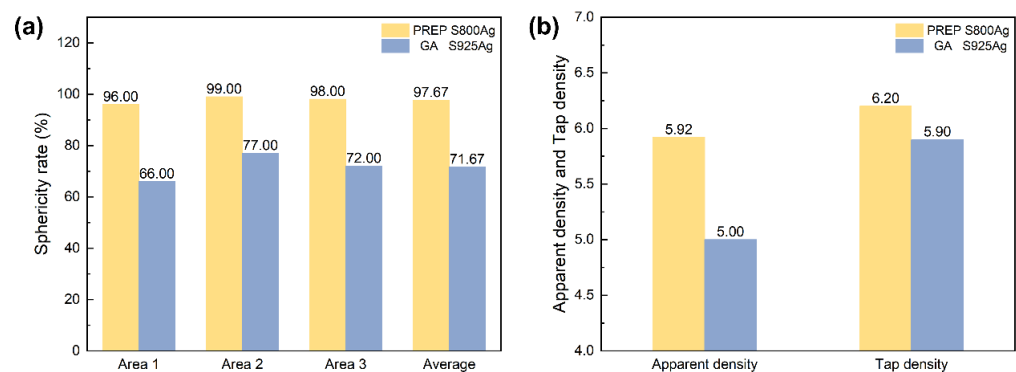 (a)
PREP S800Ag
GA S925Ag
Sphericity rate (%)
120
100
80
60
40
20
0
96.00
66.00
99.00
77.00
98.00
72.00
97.67
71.67
Area 1
Area 2
Area 3
Average
(b)
PREP S800Ag
GA S925Ag
Apparent density and Tap density
7.0
6.5
6.0
5.5
5.0
4.5
4.0
5.92
5.00
6.20
5.90
Apparent density
Tap density